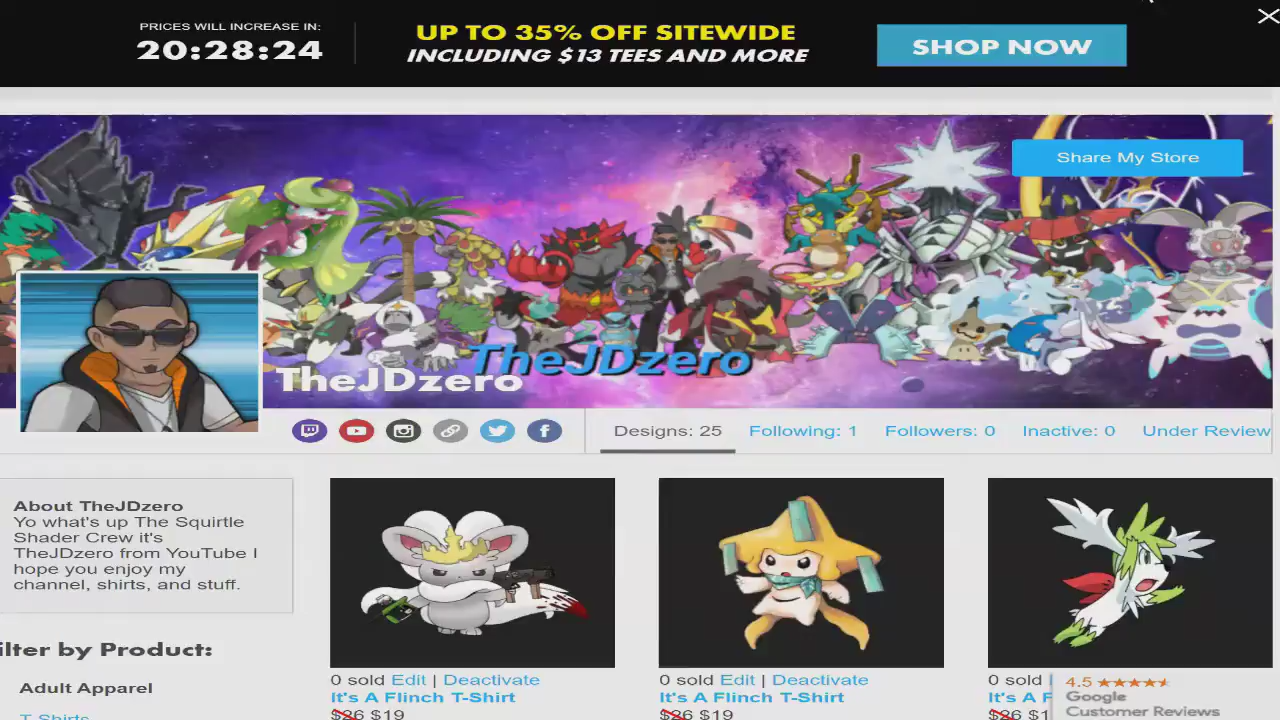 PRICES WILL INCREASE IN:
20:28:24
UP TO 35% OFF SITEWIDE
INCLUDING $13 TEES AND MORE
SHOP NOW
Share My Store
TheJDzero
TheJDzero
Designs: 25
Following: 1
Followers: 0
Inactive: 0
Under Review
About TheJDzero
Yo what's up The Squirtle
Shader Crew it's
TheJDzero from YouTube I
hope you enjoy my
channel, shirts, and stuff.
ilter by Product:
Adult Apparel
T-Shirts
0 sold Edit | Deactivate
It's A Flinch T-Shirt
$26 $19
0 sold Edit | Deactivate
It's A Flinch T-Shirt
$26 $19
0 sold
It's A F
$26 $1
4.5
Google
Customer Reviews